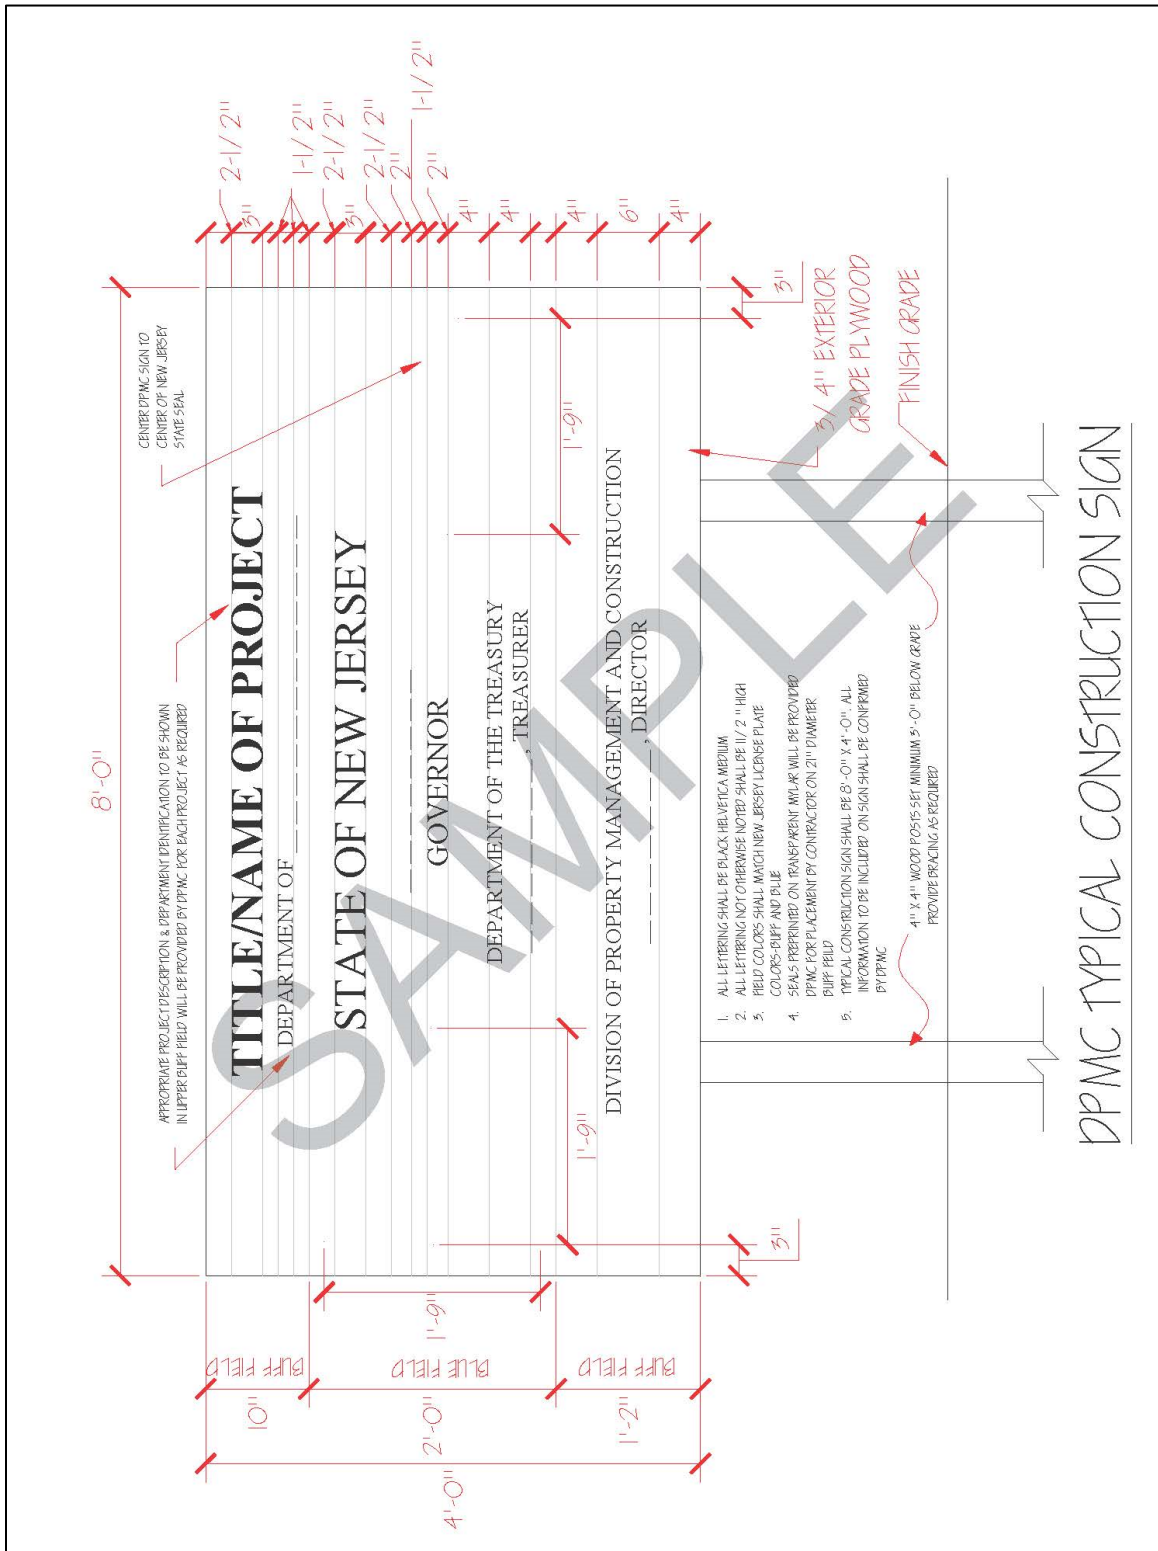 8'-0"
APPROPRIATE PROJECT DESCRIPTION & DEPARTMENT IDENTIFICATION TO BE SHOWN
IN UPPER BUFF FIELD WILL BE PROVIDED BY DPMC FOR EACH PROJECT AS REQUIRED
CENTER DPMC SIGN TO
CENTER OF NEW JERSEY
STATE SEAL
4'-0"
10"
2'-0"
1'-2"
BUFF FIELD
BLUE FIELD
BUFF FIELD
1'-9"
TITLE/NAME OF PROJECT
DEPARTMENT OF
STATE OF NEW JERSEY
GOVERNOR
DEPARTMENT OF THE TREASURY
, TREASURER
DIVISION OF PROPERTY MANAGEMENT AND CONSTRUCTION
, DIRECTOR
SAMPLE
2-1/2"
3"
1-1/2"
2-1/2"
3"
2-1/2"
2"
1-1/2"
2"
4"
4"
4"
6"
4"
1'-9"
1'-9"
3"
3"
1. ALL LETTERING SHALL BE BLACK HELVETICA MEDIUM
2. ALL LETTERING NOT OTHERWISE NOTED SHALL BE 11/2" HIGH
3. FIELD COLORS SHALL MATCH NEW JERSEY LICENSE PLATE
COLORS-BUFF AND BLUE
4. SEALS PREPRINTED ON TRANSPARENT MYLAR WILL BE PROVIDED
DPMC FOR PLACEMENT BY CONTRACTOR ON 21" DIAMETER
BUFF FEILD
5. TYPICAL CONSTRUCTION SIGN SHALL BE 8'-0" X 4'-0". ALL
INFORMATION TO BE INCLUDED ON SIGN SHALL BE CONFIRMED
BY DPMC
3/4" EXTERIOR
GRADE PLYWOOD
FINISH GRADE
4" X 4" WOOD POSTS SET MINIMUM 3'-0" BELOW GRADE
PROVIDE BRACING AS REQUIRED
DPMC TYPICAL CONSTRUCTION SIGN